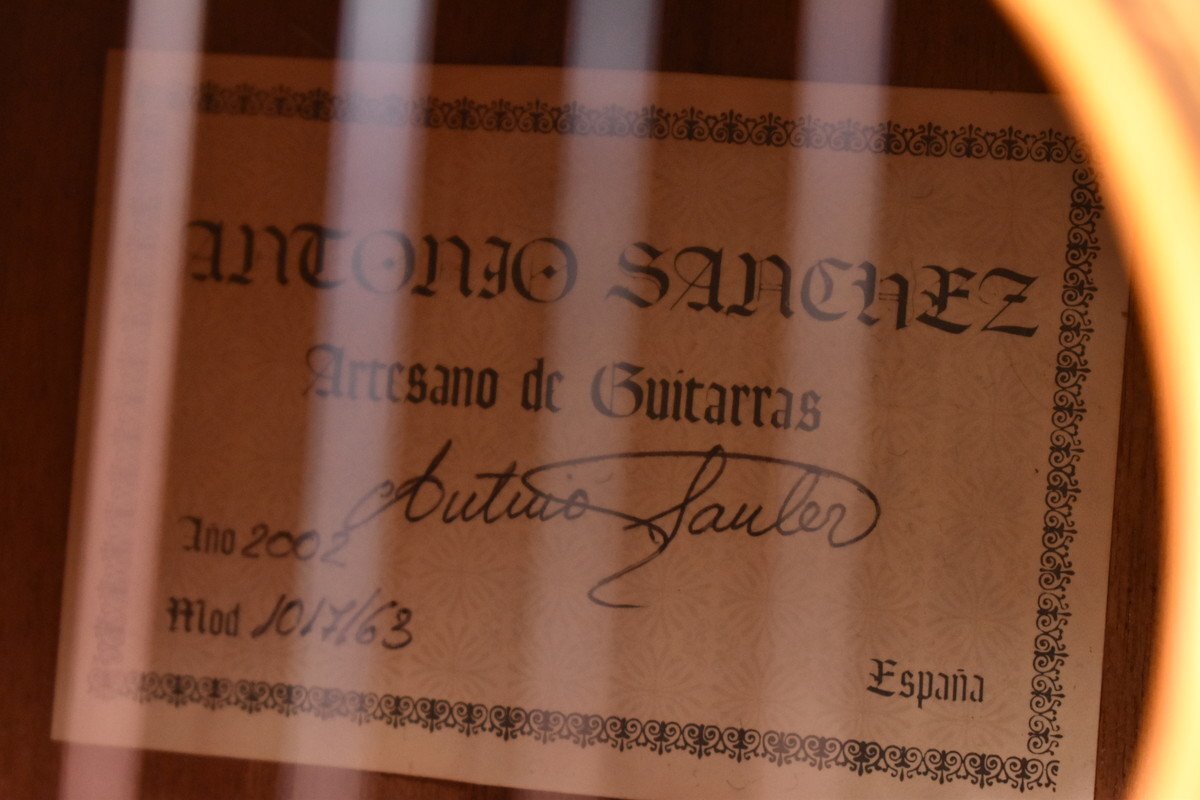 ANTONIO SANCHEZ
Artesano de Guitarras
Antonio Sanchez
Año 2002
Mod 1017/63
España